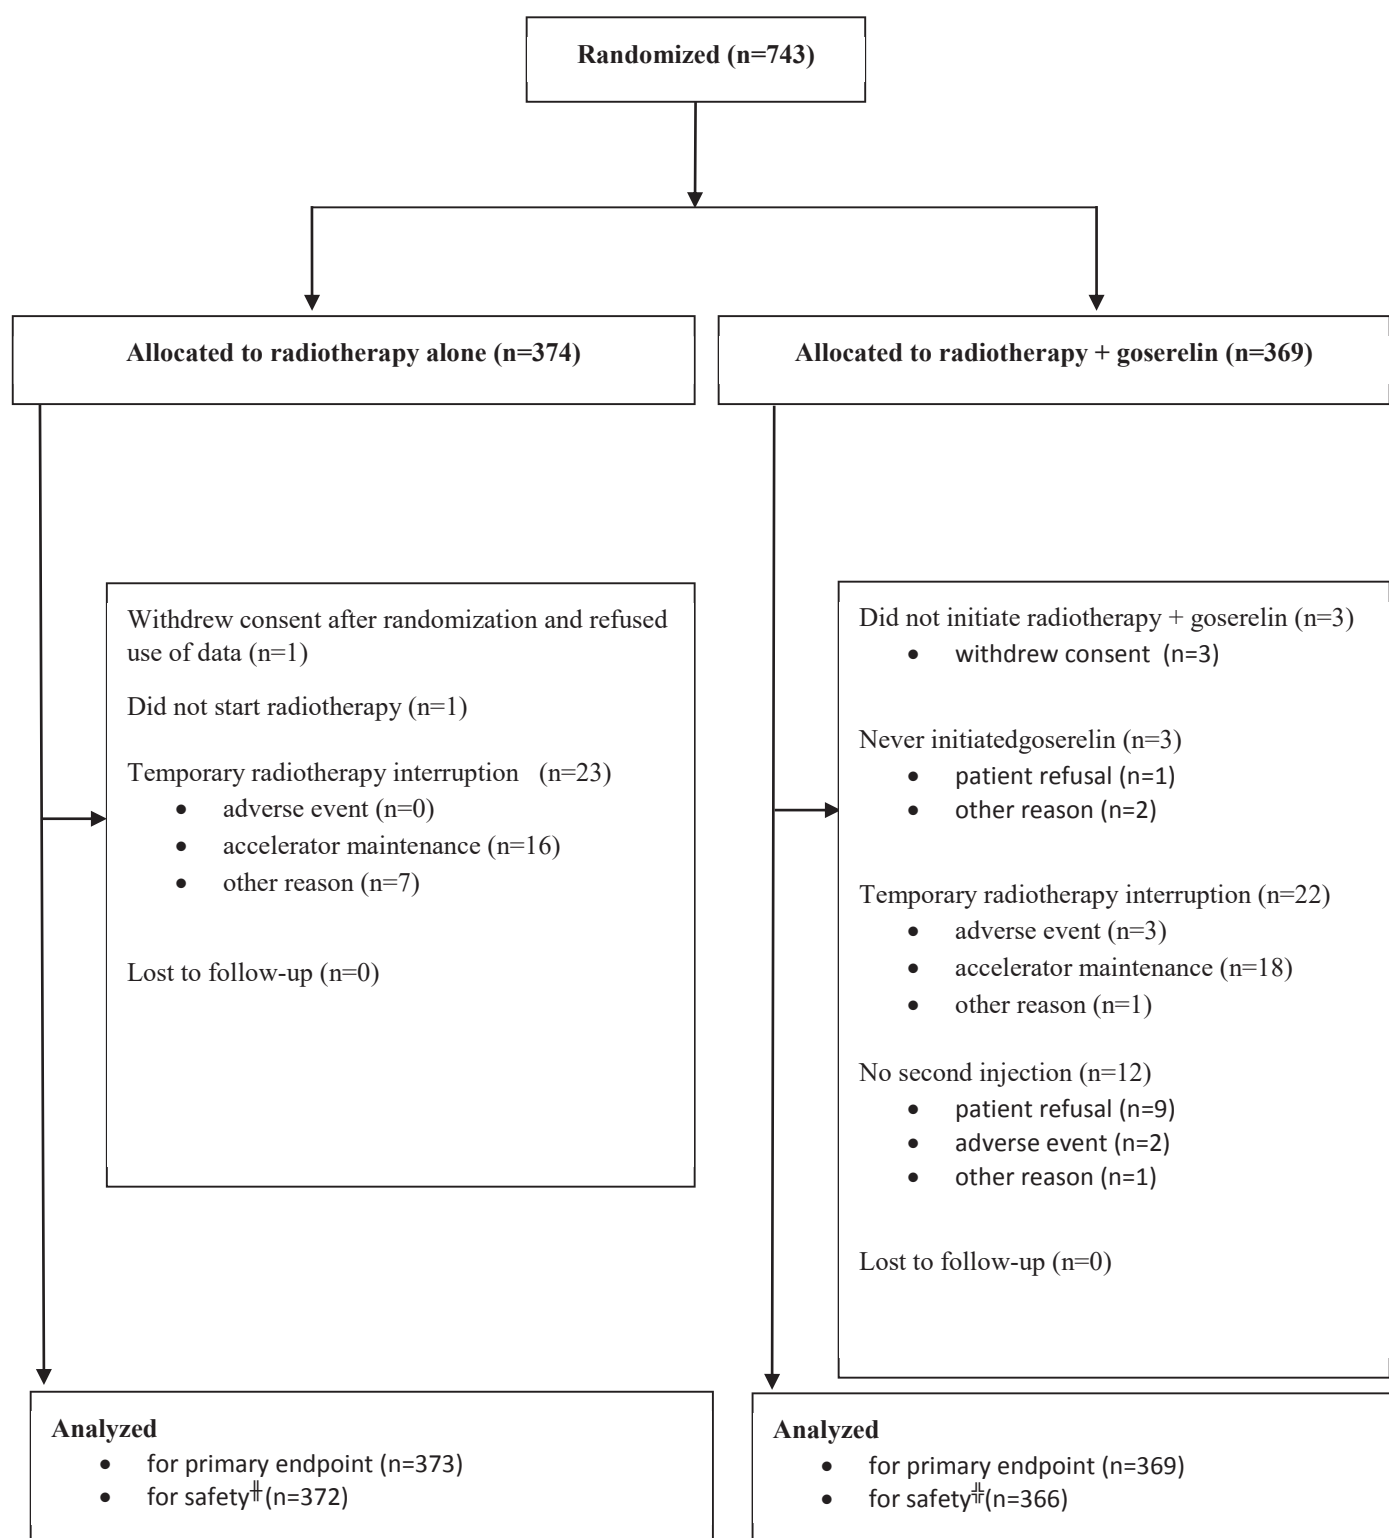 Randomized (n=743)
Allocated to radiotherapy alone (n=374)
Allocated to radiotherapy + goserelin (n=369)
Withdrew consent after randomization and refused
use of data (n=1)
Did not start radiotherapy (n=1)
Temporary radiotherapy interruption (n=23)
• adverse event (n=0)
• accelerator maintenance (n=16)
• other reason (n=7)
Lost to follow-up (n=0)
Did not initiate radiotherapy + goserelin (n=3)
• withdrew consent (n=3)
Never initiatedgoserelin (n=3)
• patient refusal (n=1)
• other reason (n=2)
Temporary radiotherapy interruption (n=22)
• adverse event (n=3)
• accelerator maintenance (n=18)
• other reason (n=1)
No second injection (n=12)
• patient refusal (n=9)
• adverse event (n=2)
• other reason (n=1)
Lost to follow-up (n=0)
Analyzed
• for primary endpoint (n=373)
• for safety⧺(n=372)
Analyzed
• for primary endpoint (n=369)
• for safety⧻(n=366)